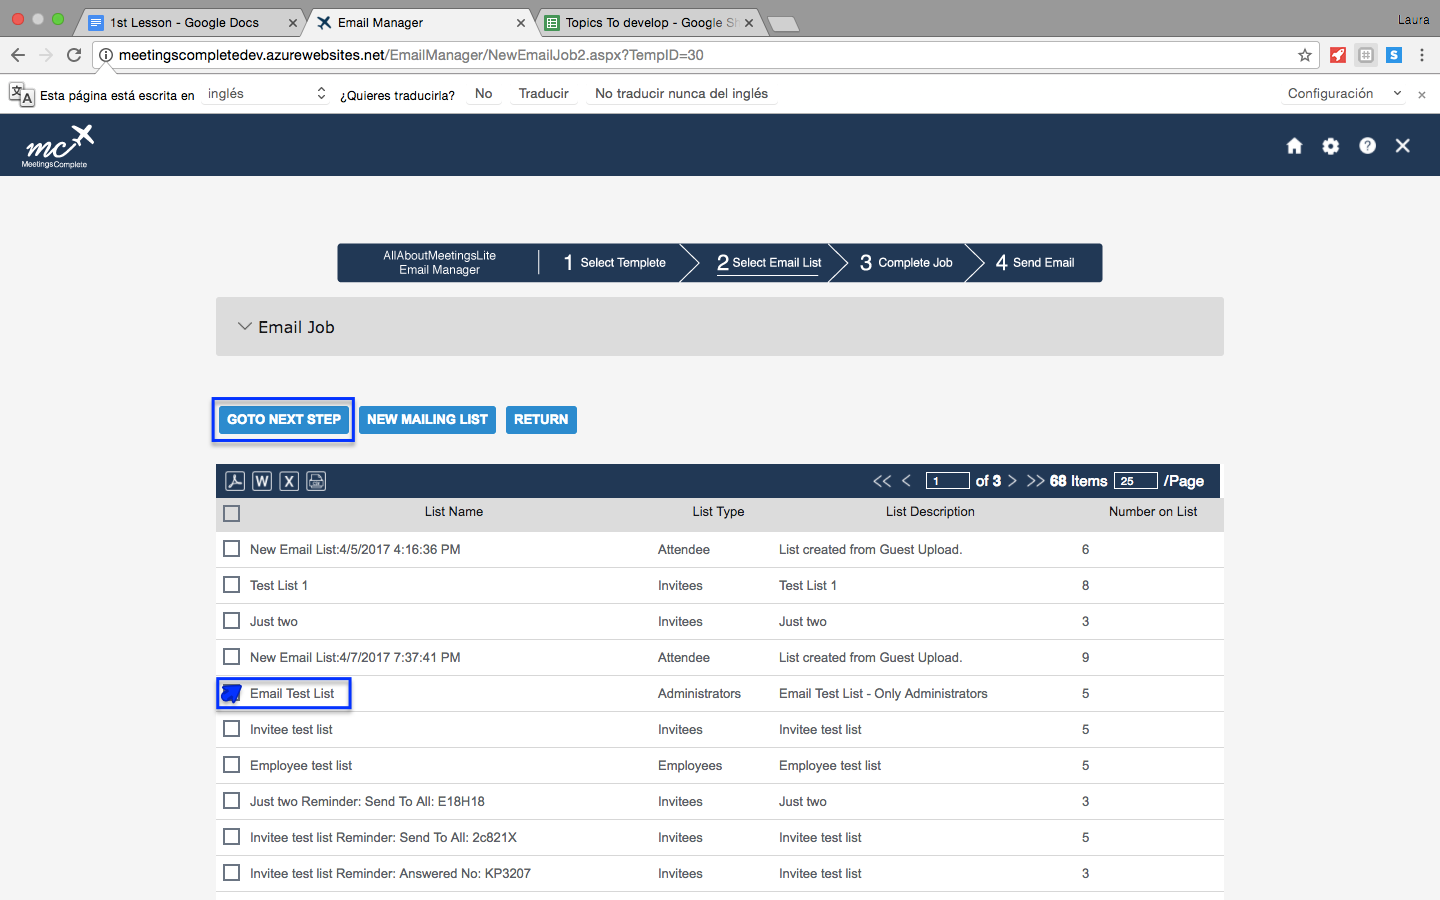 1st Lesson - Google Docs
Email Manager
Topics To develop - Google Sh
Laura
meetingscompletedev.azurewebsites.net/EmailManager/NewEmailJob2.aspx?TempID=30
Esta página está escrita en inglés ¿Quieres traducirla? No Traducir No traducir nunca del inglés Configuración
mc
MeetingsComplete
AllAboutMeetingsLite
Email Manager
1 Select Templete
2 Select Email List
3 Complete Job
4 Send Email
Email Job
GOTO NEXT STEP
NEW MAILING LIST
RETURN
W X << < 1 of 3 > >> 68 Items 25 /Page
List Name List Type List Description Number on List
New Email List:4/5/2017 4:16:36 PM Attendee List created from Guest Upload. 6
Test List 1 Invitees Test List 1 8
Just two Invitees Just two 3
New Email List:4/7/2017 7:37:41 PM Attendee List created from Guest Upload. 9
Email Test List Administrators Email Test List - Only Administrators 5
Invitee test list Invitees Invitee test list 5
Employee test list Employees Employee test list 5
Just two Reminder: Send To All: E18H18 Invitees Just two 3
Invitee test list Reminder: Send To All: 2c821X Invitees Invitee test list 5
Invitee test list Reminder: Answered No: KP3207 Invitees Invitee test list 3